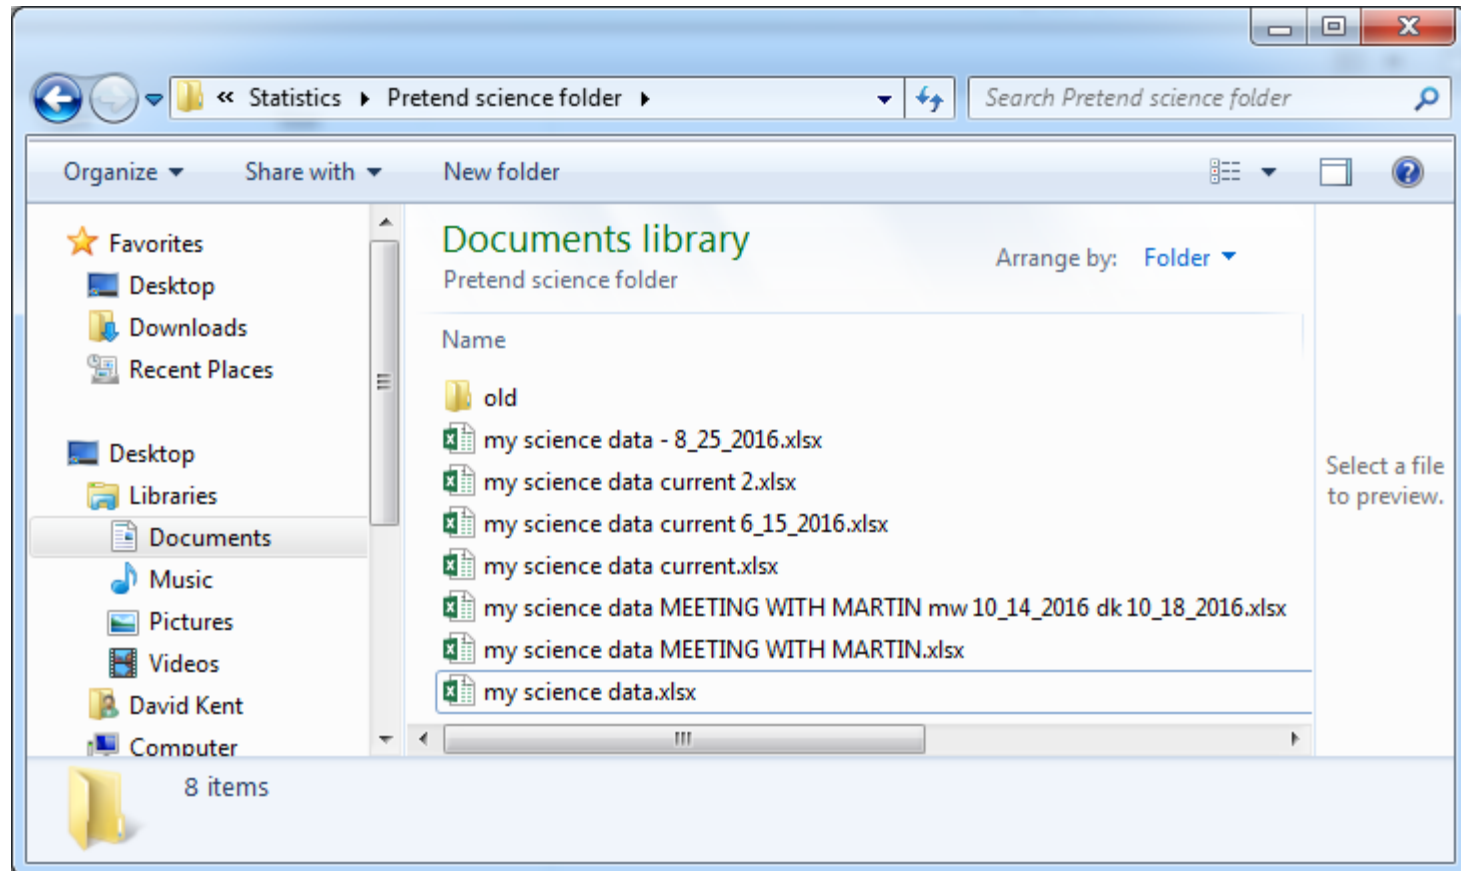 « Statistics Pretend science folder
Search Pretend science folder
Organize Share with New folder
Favorites
Desktop
Downloads
Recent Places
Desktop
Libraries
Documents
Music
Pictures
Videos
David Kent
Computer
Documents library
Pretend science folder
Arrange by: Folder
Name
old
my science data - 8_25_2016.xlsx
my science data current 2.xlsx
my science data current 6_15_2016.xlsx
my science data current.xlsx
my science data MEETING WITH MARTIN mw 10_14_2016 dk 10_18_2016.xlsx
my science data MEETING WITH MARTIN.xlsx
my science data.xlsx
Select a file
to preview.
8 items